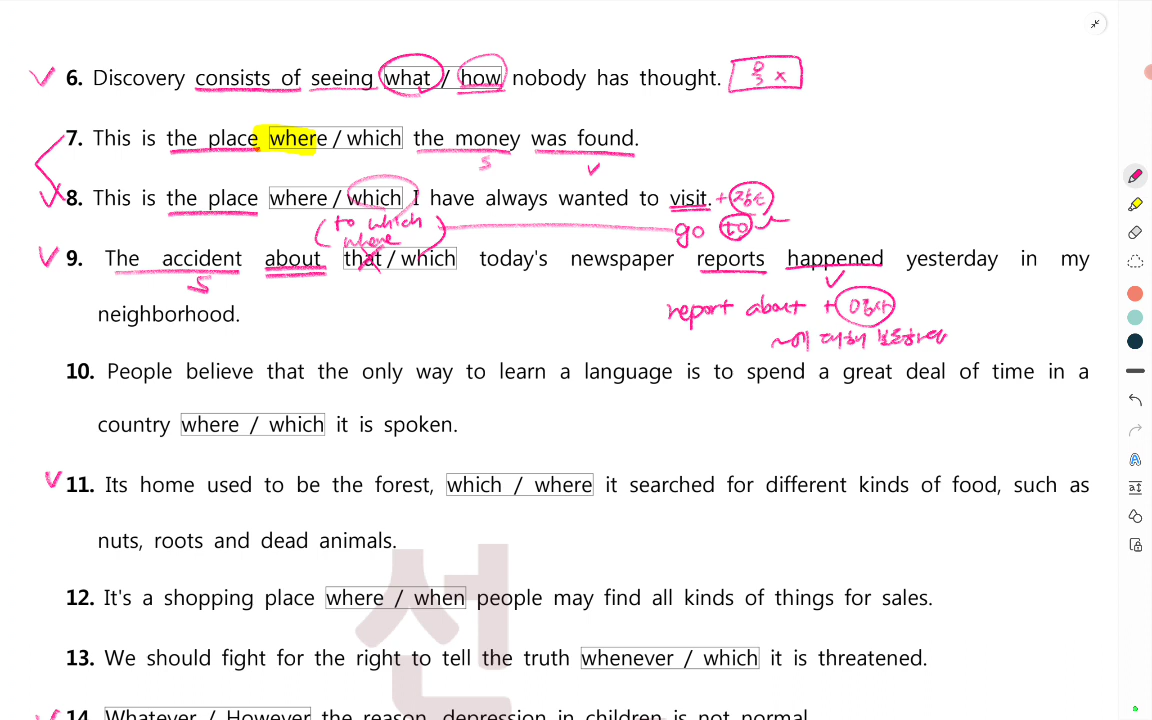 6. Discovery consists of seeing what / how nobody has thought.
7. This is the place where / which the money was found.
S V
8. This is the place where / which I have always wanted to visit. +
(to which
where)
go to
9. The accident about that / which today's newspaper reports happened yesterday in my
S V
neighborhood.
report about + 명사
~에 대해 보도하다
10. People believe that the only way to learn a language is to spend a great deal of time in a
country where / which it is spoken.
11. Its home used to be the forest, which / where it searched for different kinds of food, such as
nuts, roots and dead animals.
선
12. It's a shopping place where / when people may find all kinds of things for sales.
13. We should fight for the right to tell the truth whenever / which it is threatened.
14. Whatever / However the reason, depression in children is not normal.